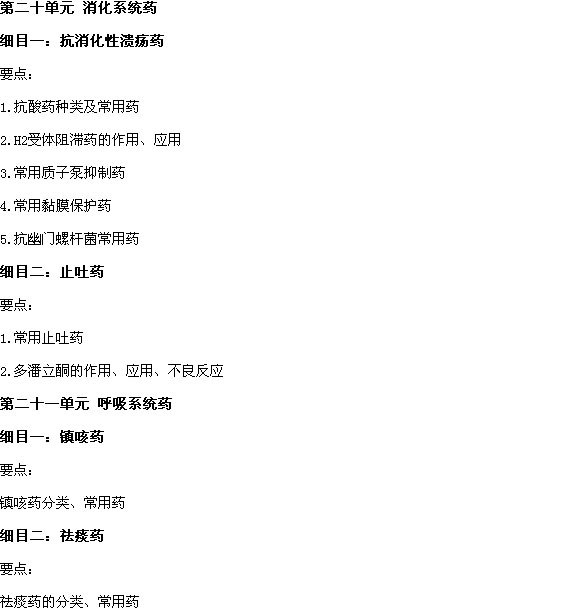 第二十单元 消化系统药
细目一：抗消化性溃疡药
要点：
1.抗酸药种类及常用药
2.H2受体阻滞药的作用、应用
3.常用质子泵抑制药
4.常用黏膜保护药
5.抗幽门螺杆菌常用药
细目二：止吐药
要点：
1.常用止吐药
2.多潘立酮的作用、应用、不良反应
第二十一单元 呼吸系统药
细目一：镇咳药
要点：
镇咳药分类、常用药
细目二：祛痰药
要点：
祛痰药的分类、常用药